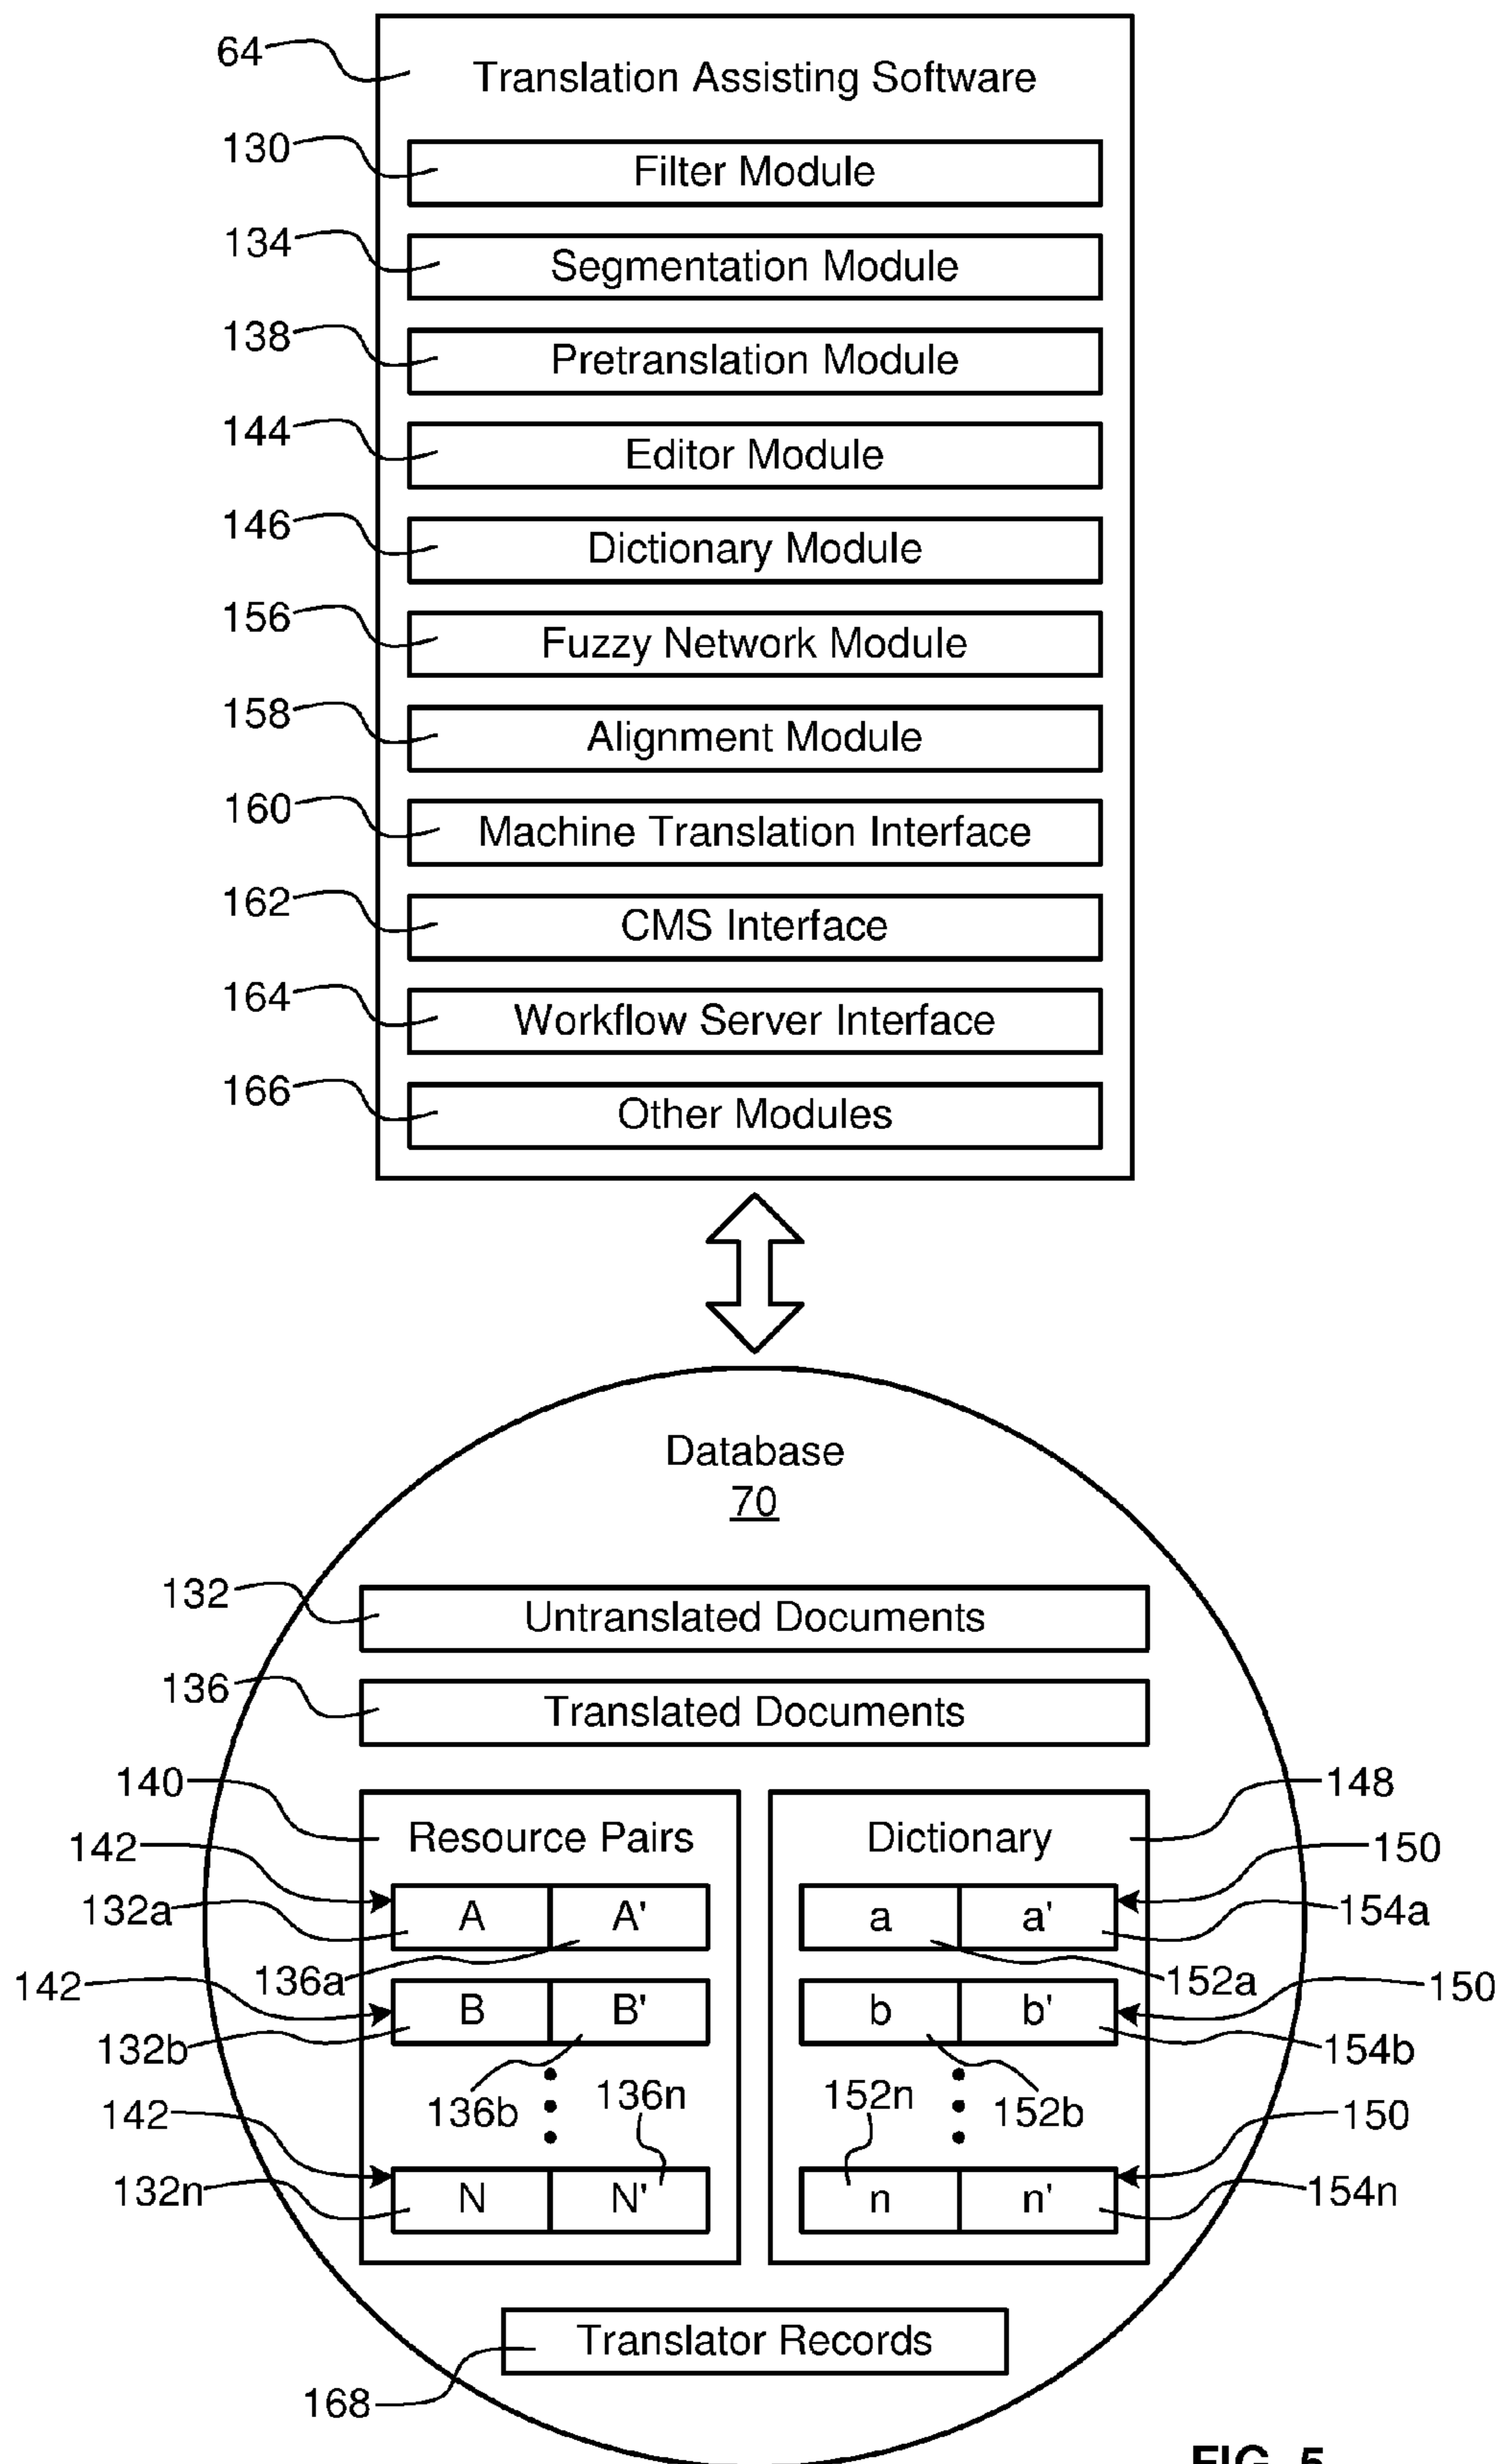 64 Translation Assisting Software
130 Filter Module
134 Segmentation Module
138 Pretranslation Module
144 Editor Module
146 Dictionary Module
156 Fuzzy Network Module
158 Alignment Module
160 Machine Translation Interface
162 CMS Interface
164 Workflow Server Interface
166 Other Modules
Database
70
132 Untranslated Documents
136 Translated Documents
140 148
Resource Pairs Dictionary
142 150
132a A A' a a' 154a
142 136a 152a 150
B B' b b'
132b 154b
136b 136n 152n 152b
142 150
132n N N' n n' 154n
Translator Records
168
FIG. 5